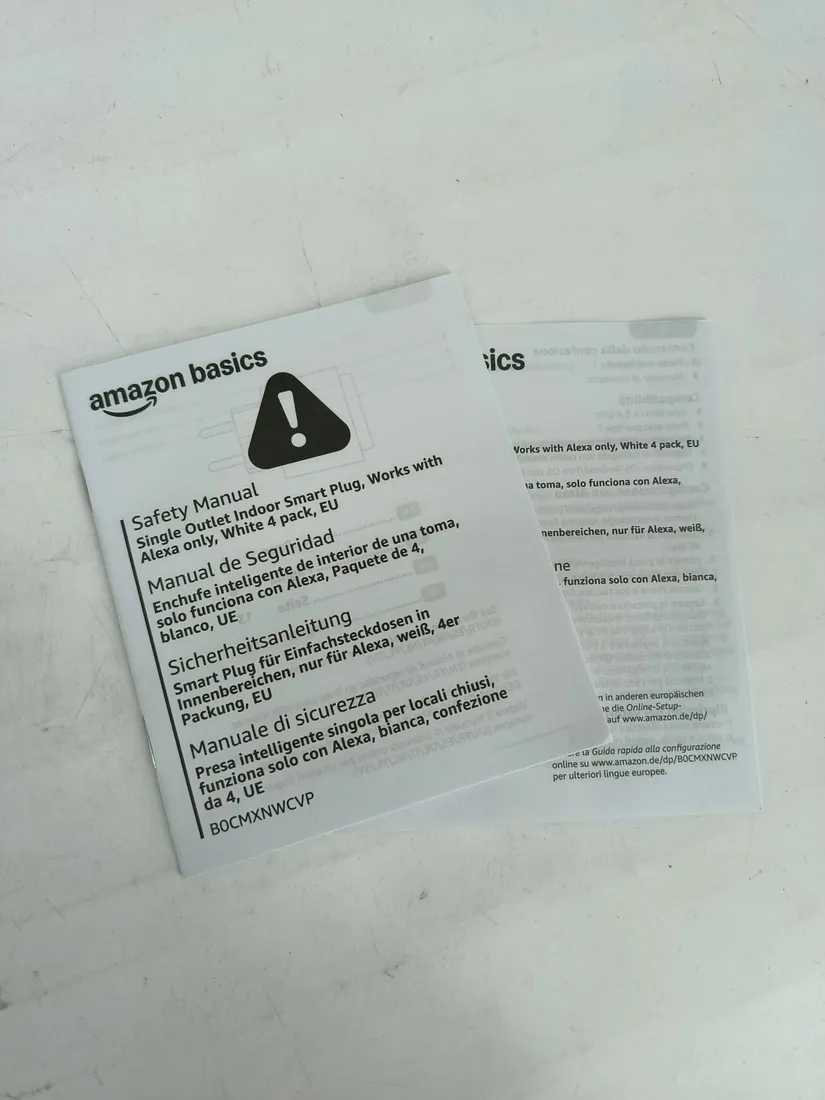 amazon basics
Safety Manual
Single Outlet Indoor Smart Plug, Works with
Alexa only, White 4 pack, EU
Manual de Seguridad
Enchufe inteligente de interior de una toma,
solo funciona con Alexa, Paquete de 4,
blanco, UE
Sicherheitsanleitung
Smart Plug für Einfachsteckdosen in
Innenbereichen, nur für Alexa, weiß, 4er
Packung, EU
Manuale di sicurezza
Presa intelligente singola per locali chiusi,
funziona solo con Alexa, bianca, confezione
da 4, UE
B0CMXNWCVP
sics
Works with Alexa only, White 4 pack, EU
toma, solo funciona con Alexa,
nenbereichen, nur für Alexa, weiß,
ne
funziona solo con Alexa, bianca,
n in anderen europäischen
e die Online-Setup-
auf www.amazon.de/dp/
la Guida rapida alla configurazione
online su www.amazon.de/dp/B0CMXNWCVP
per ulteriori lingue europee.